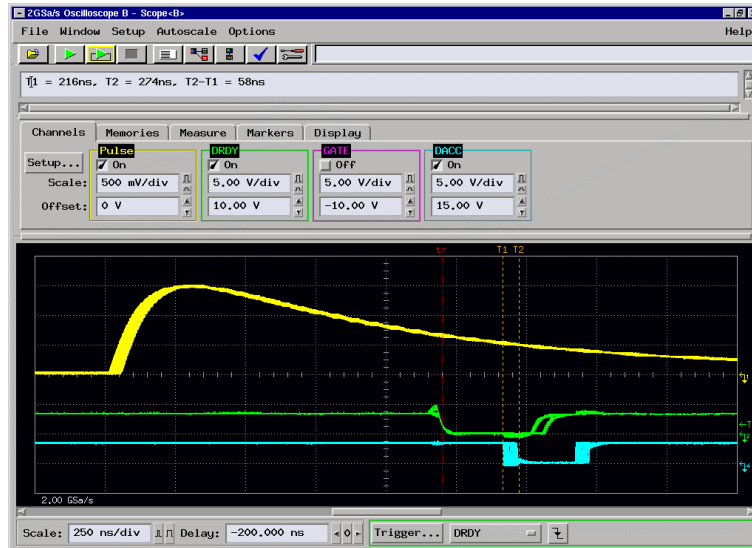 2GSa/s Oscilloscope B - Scope<B>
File Window Setup Autoscale Options Help
T1 = 216ns, T2 = 274ns, T2-T1 = 58ns
Channels Memories Measure Markers Display
Pulse DRDY GATE DACC
Setup... On On Off On
Scale: 500 mV/div 5.00 V/div 5.00 V/div 5.00 V/div
Offset: 0 V 10.00 V -10.00 V 15.00 V
tr T1 T2
2.00 GSa/s
Scale: 250 ns/div Delay: -200.000 ns 0 Trigger... DRDY